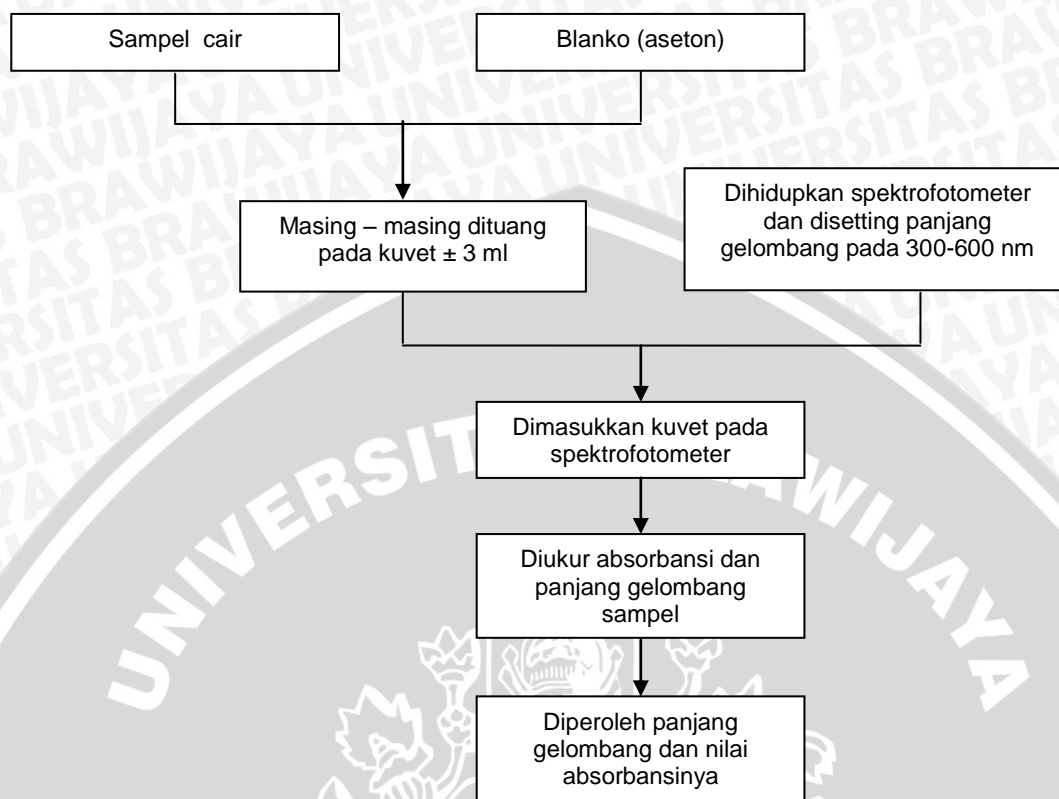 Sampel cair
Blanko (aseton)
Masing – masing dituang
pada kuvet ± 3 ml
Dihidupkan spektrofotometer
dan disetting panjang
gelombang pada 300-600 nm
Dimasukkan kuvet pada
spektrofotometer
Diukur absorbansi dan
panjang gelombang
sampel
Diperoleh panjang
gelombang dan nilai
absorbansinya